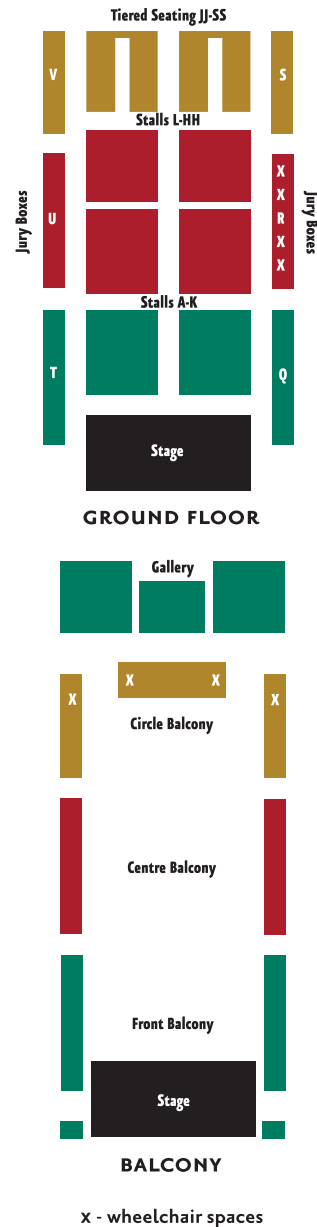 Tiered Seating JJ-SS
V
S
Stalls L-HH
Jury Boxes
U
X
X
R
X
X
Jury Boxes
Stalls A-K
T
Q
Stage
GROUND FLOOR
Gallery
X X
X X
Circle Balcony
Centre Balcony
Front Balcony
Stage
BALCONY
x - wheelchair spaces